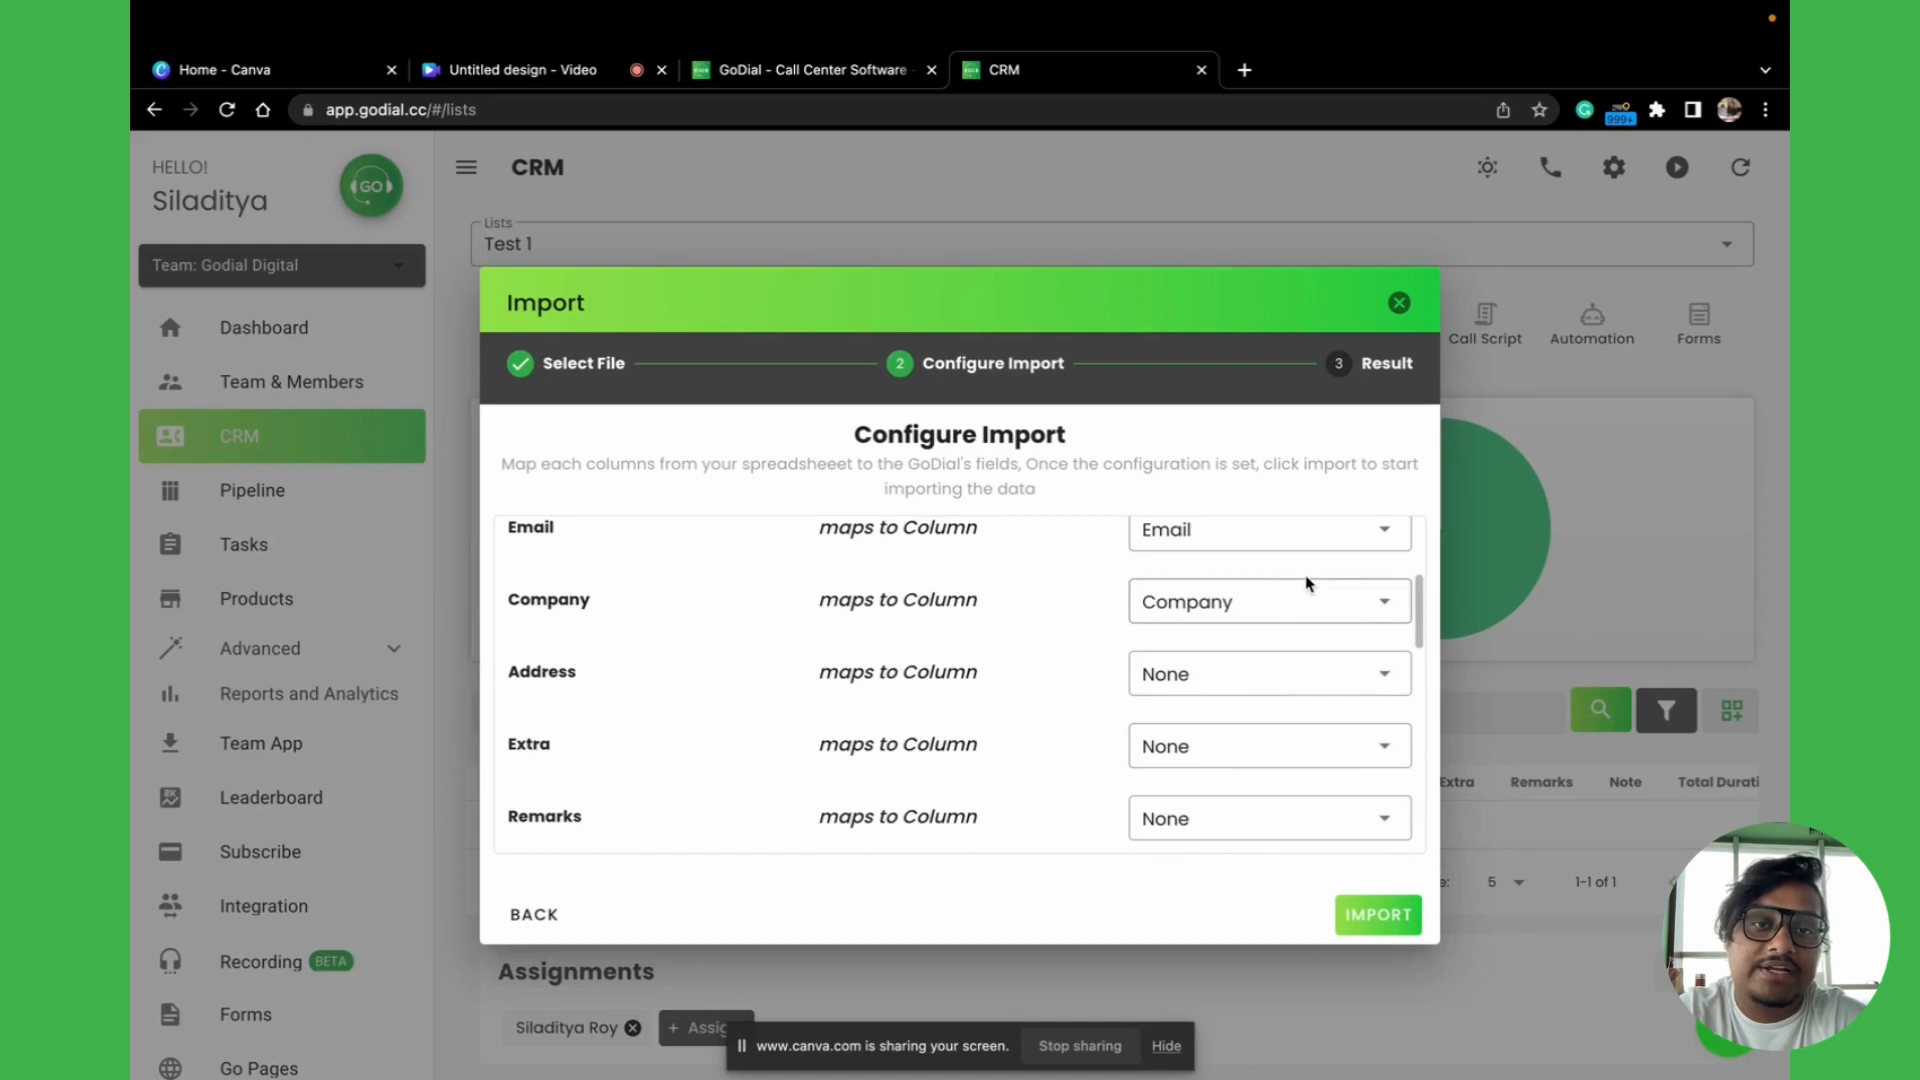 Home - Canva
Untitled design - Video
GoDial - Call Center Software -
CRM
app.godial.cc/#/lists
999+
HELLO!
Siladitya
GO
CRM
Team: Godial Digital
Lists
Test 1
Dashboard
Team & Members
CRM
Pipeline
Tasks
Products
Advanced
Reports and Analytics
Team App
Leaderboard
Subscribe
Integration
Recording BETA
Forms
Go Pages
Call Script
Automation
Forms
Import
Select File
2 Configure Import
3 Result
Configure Import
Map each columns from your spreadsheeet to the GoDial's fields, Once the configuration is set, click import to start
importing the data
Email maps to Column Email
Company maps to Column Company
Address maps to Column None
Extra maps to Column None
Remarks maps to Column None
BACK
IMPORT
Extra Remarks Note Total Durati
e: 5 1-1 of 1
Assignments
Siladitya Roy
+ Assig
www.canva.com is sharing your screen.
Stop sharing
Hide